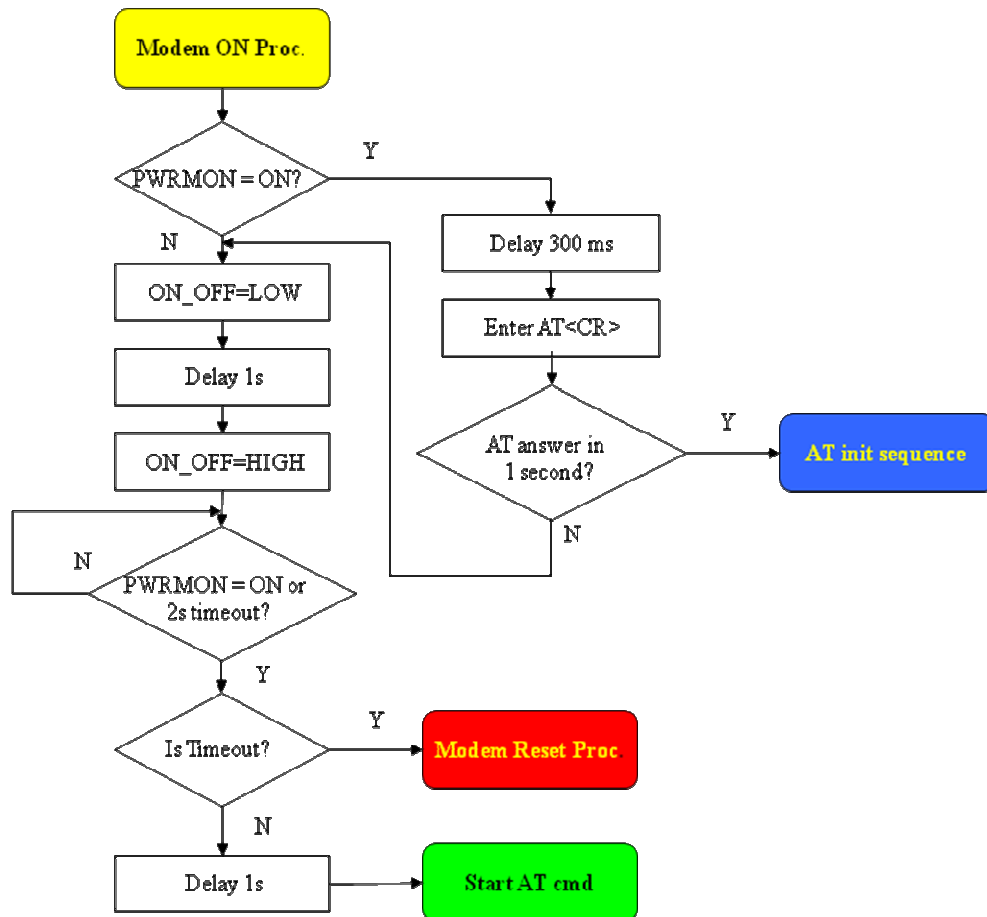 Modem ON Proc.
Y
PWRMON = ON?
N
Delay 300 ms
ON_OFF=LOW
Enter AT<CR>
Delay 1s
Y
AT answer in
1 second?
AT init sequence
ON_OFF=HIGH
N
N
PWRMON = ON or
2s timeout?
Y
Y
Is Timeout?
Modem Reset Proc.
N
Delay 1s
Start AT cmd